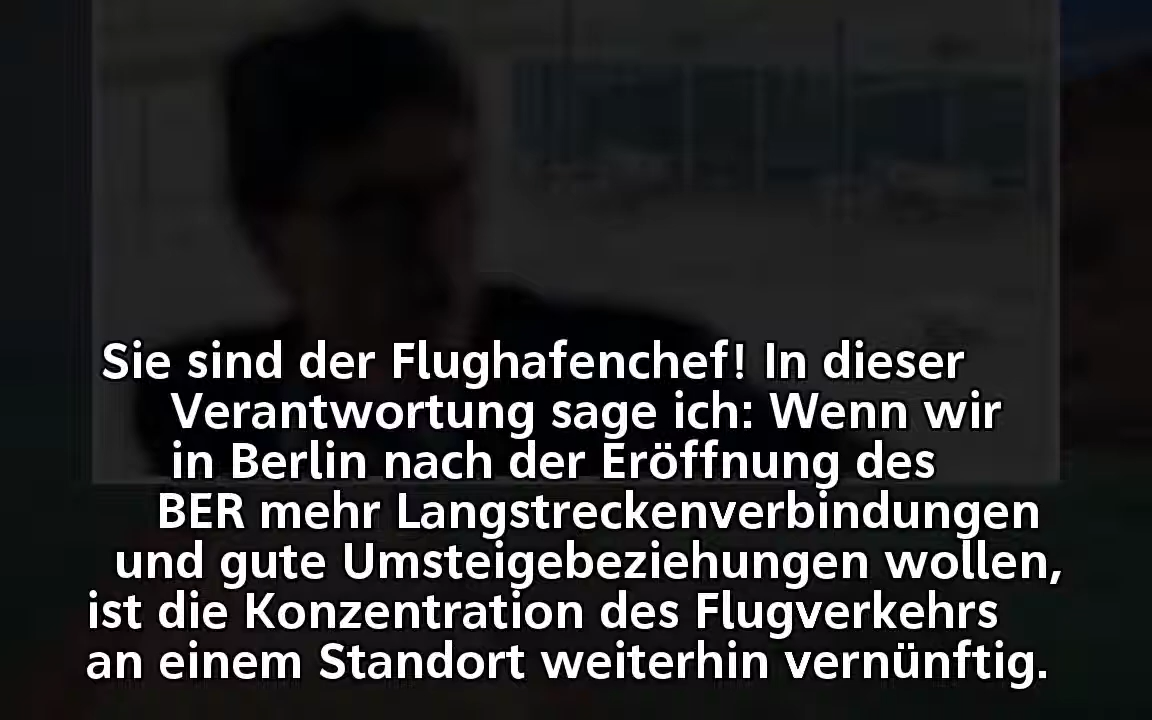 Sie sind der Flughafenchef! In dieser
Verantwortung sage ich: Wenn wir
in Berlin nach der Eröffnung des
BER mehr Langstreckenverbindungen
und gute Umsteigebeziehungen wollen,
ist die Konzentration des Flugverkehrs
an einem Standort weiterhin vernünftig.